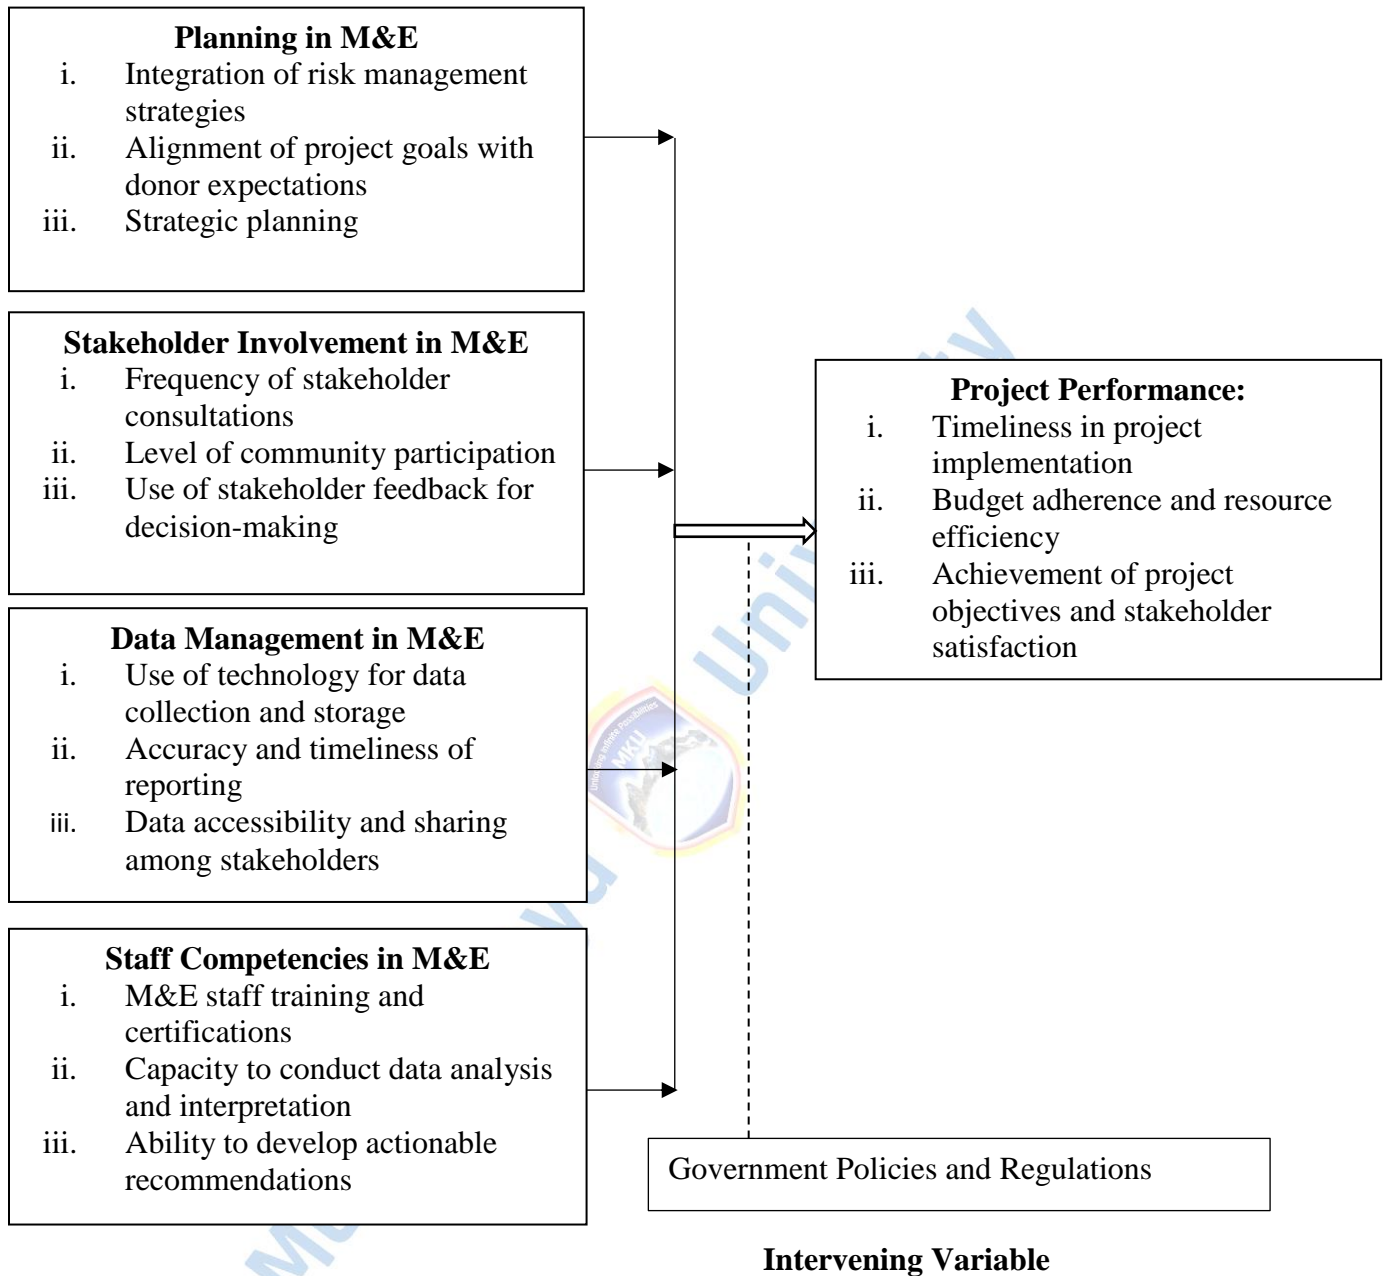 Planning in M&E
i. Integration of risk management
strategies
ii. Alignment of project goals with
donor expectations
iii. Strategic planning
Stakeholder Involvement in M&E
i. Frequency of stakeholder
consultations
ii. Level of community participation
iii. Use of stakeholder feedback for
decision-making
Data Management in M&E
i. Use of technology for data
collection and storage
ii. Accuracy and timeliness of
reporting
iii. Data accessibility and sharing
among stakeholders
Staff Competencies in M&E
i. M&E staff training and
certifications
ii. Capacity to conduct data analysis
and interpretation
iii. Ability to develop actionable
recommendations
Project Performance:
i. Timeliness in project
implementation
ii. Budget adherence and resource
efficiency
iii. Achievement of project
objectives and stakeholder
satisfaction
Government Policies and Regulations
Intervening Variable
Unlocking Infinite Possibilities
MKU